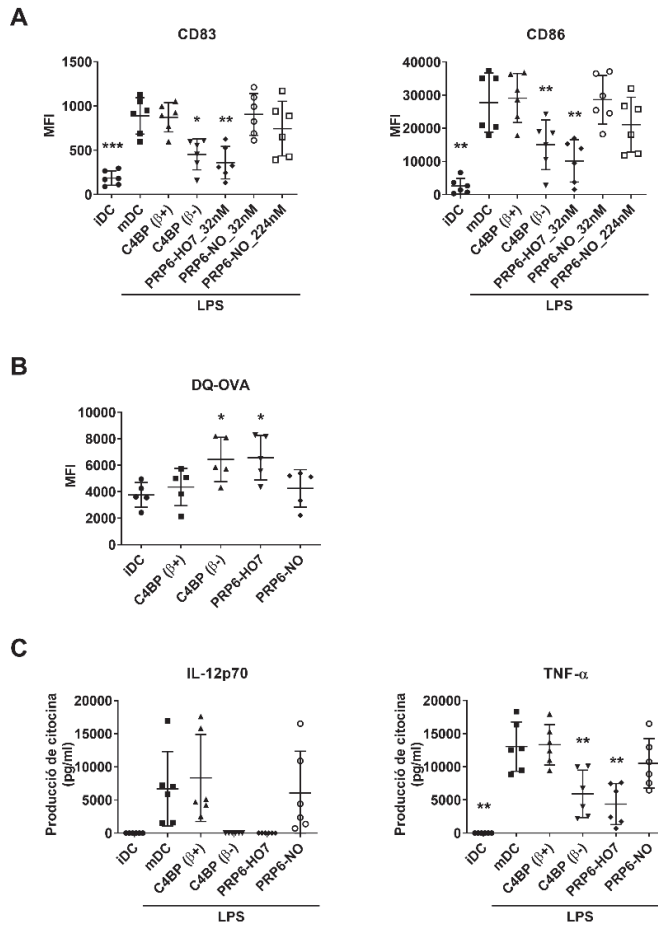 A
CD83
MFI
1500
1000
500
0
***
*
**
iDC
mDC
C4BP (β+)
C4BP (β-)
PRP6-HO7_32nM
PRP6-NO_32nM
PRP6-NO_224nM
LPS
CD86
MFI
40000
30000
20000
10000
0
**
**
**
iDC
mDC
C4BP (β+)
C4BP (β-)
PRP6-HO7_32nM
PRP6-NO_32nM
PRP6-NO_224nM
LPS
B
DQ-OVA
MFI
10000
8000
6000
4000
2000
0
*
*
iDC
C4BP (β+)
C4BP (β-)
PRP6-HO7
PRP6-NO
C
IL-12p70
Producció de citocina
(pg/ml)
20000
15000
10000
5000
0
iDC
mDC
C4BP (β+)
C4BP (β-)
PRP6-HO7
PRP6-NO
LPS
TNF-α
Producció de citocina
(pg/ml)
20000
15000
10000
5000
0
**
**
**
iDC
mDC
C4BP (β+)
C4BP (β-)
PRP6-HO7
PRP6-NO
LPS